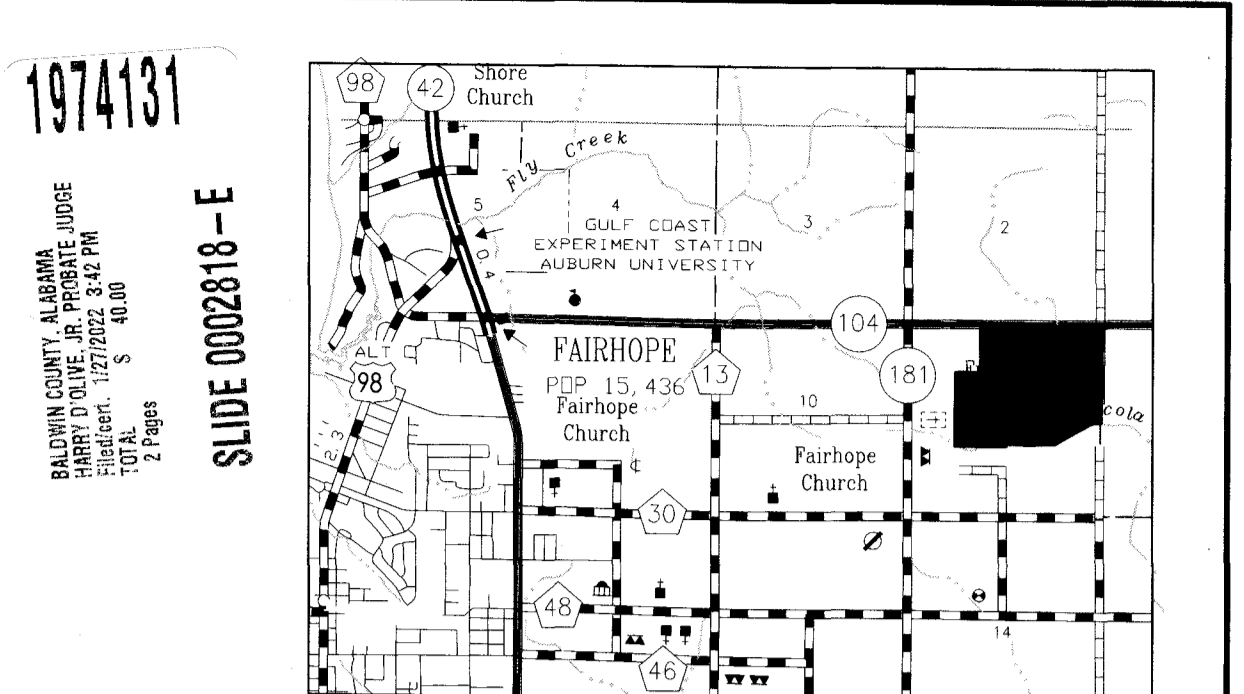 1974131
BALDWIN COUNTY, ALABAMA
HARRY D'OLIVE, JR. PROBATE JUDGE
Filed/cert. 1/27/2022 3:42 PM
TOTAL $ 40.00
2 Pages
SLIDE 0002818-E
98
42
Shore
Church
Fly Creek
5
4
3
2
GULF COAST
EXPERIMENT STATION
AUBURN UNIVERSITY
0.4
104
ALT
98
FAIRHOPE
POP 15,436
13
181
Fairhope
Church
10
cola
2.3
Fairhope
Church
30
48
14
46